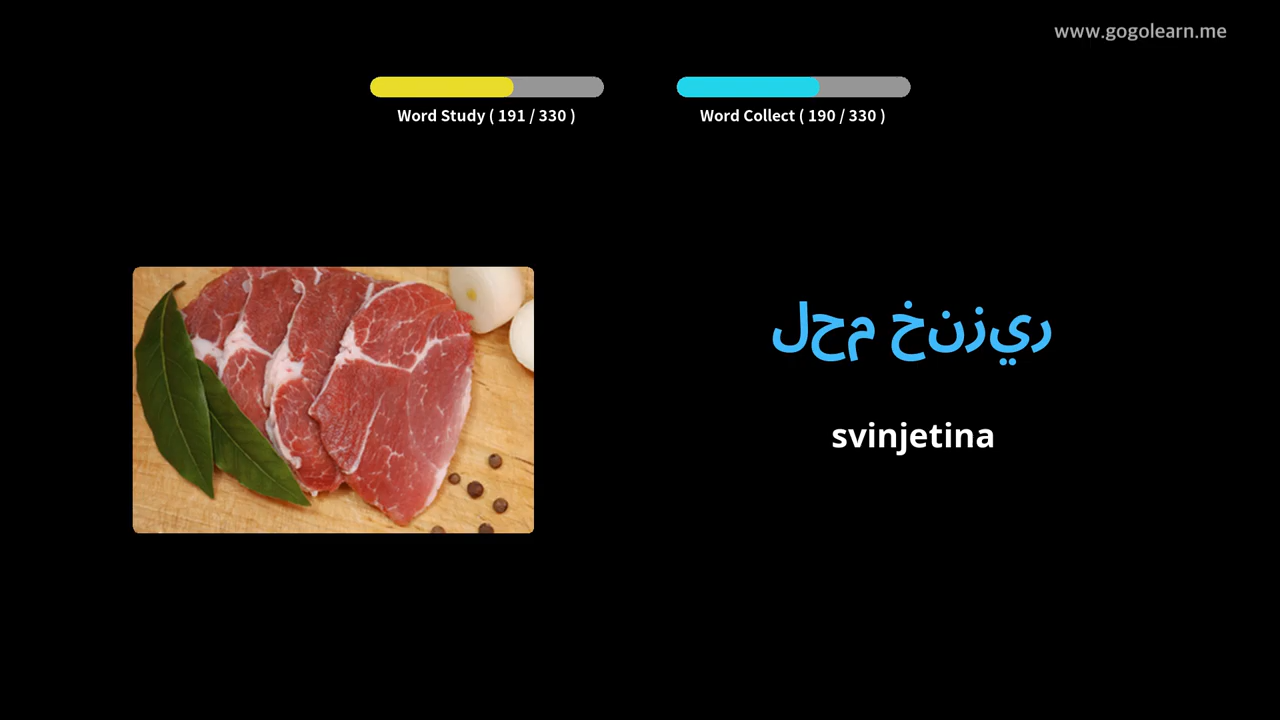 www.gogolearn.me
Word Study ( 191 / 330 )
Word Collect ( 190 / 330 )
لحم خنزير
svinjetina